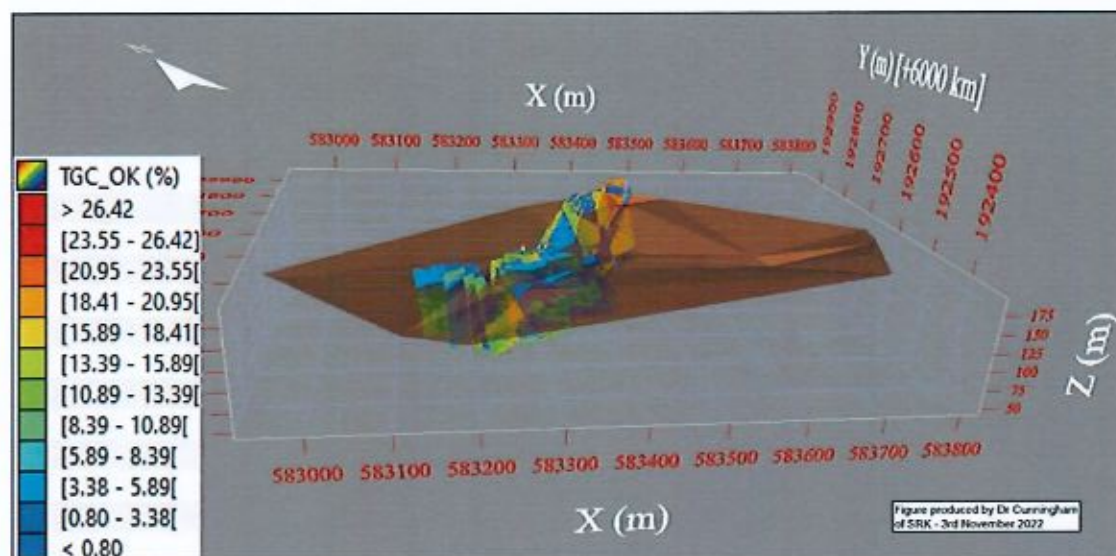 X (m)
Y (m) [+6000 km]
583000 583100 583200 583300 583400 583500 583600 583700 583800
192900
192800
192700
192600
192500
192400
TGC_OK (%)
> 26.42
[23.55 - 26.42]
[20.95 - 23.55[
[18.41 - 20.95[
[15.89 - 18.41[
[13.39 - 15.89[
[10.89 - 13.39[
[8.39 - 10.89[
[5.89 - 8.39[
[3.38 - 5.89[
[0.80 - 3.38[
< 0.80
175
150
125
100
75
50
Z (m)
583000 583100 583200 583300 583400 583500 583600 583700 583800
X (m)
Figure produced by Dr Cunningham
of SRK - 3rd November 2022